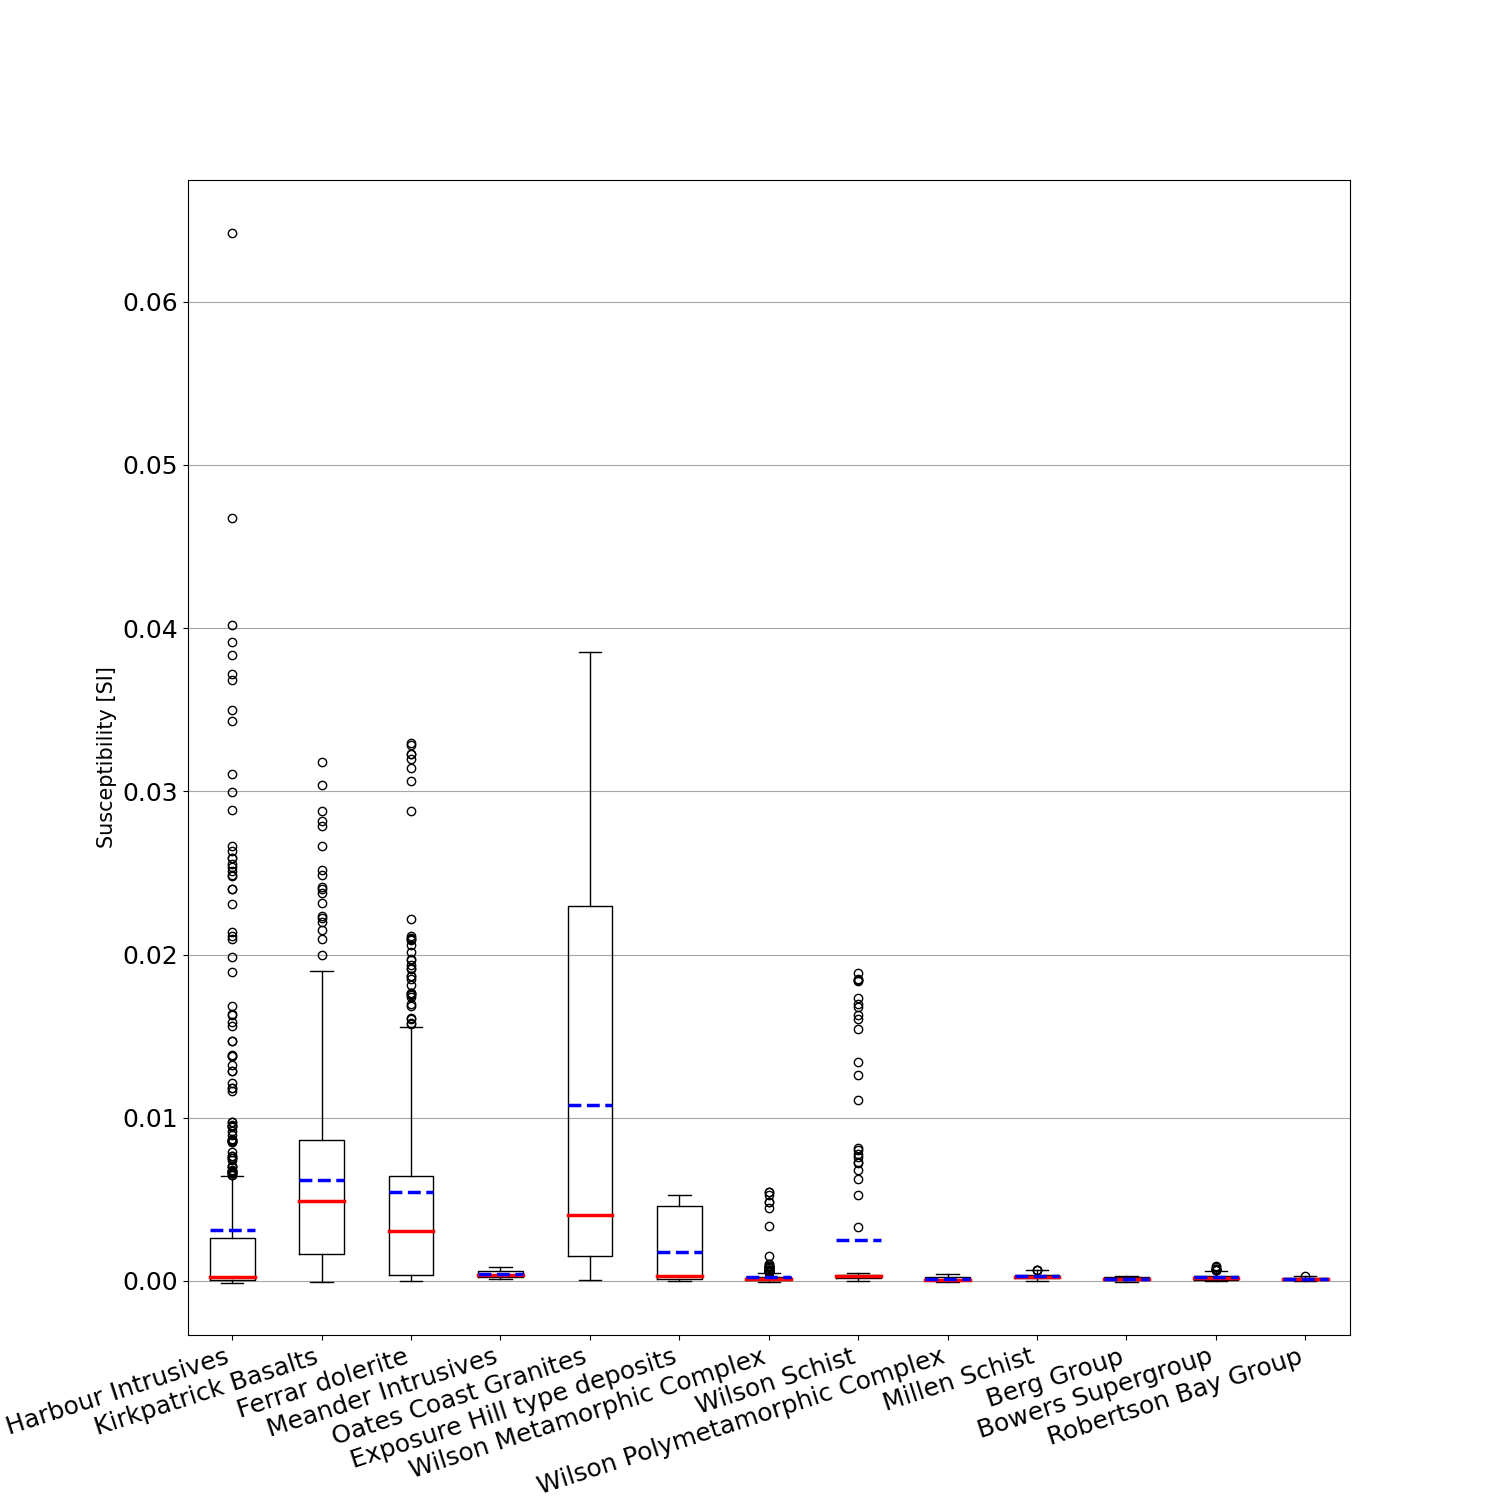 0.06
0.05
0.04
0.03
0.02
0.01
0.00
Susceptibility [SI]
Harbour Intrusives
Kirkpatrick Basalts
Ferrar dolerite
Meander Intrusives
Oates Coast Granites
Exposure Hill type deposits
Wilson Metamorphic Complex
Wilson Schist
Wilson Polymetamorphic Complex
Millen Schist
Berg Group
Bowers Supergroup
Robertson Bay Group